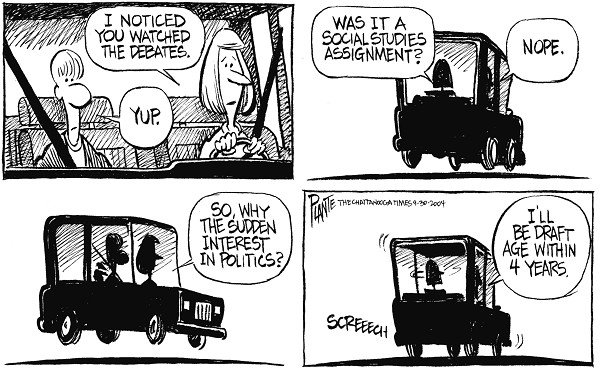 I NOTICED
YOU WATCHED
THE DEBATES.
YUP.
WAS IT A
SOCIAL STUDIES
ASSIGNMENT?
NOPE.
SO, WHY
THE SUDDEN
INTEREST
IN POLITICS?
PLANTE THE CHATTANOOGA TIMES 9-30-2004
I'LL
BE DRAFT
AGE WITHIN
4 YEARS.
SCREEECH